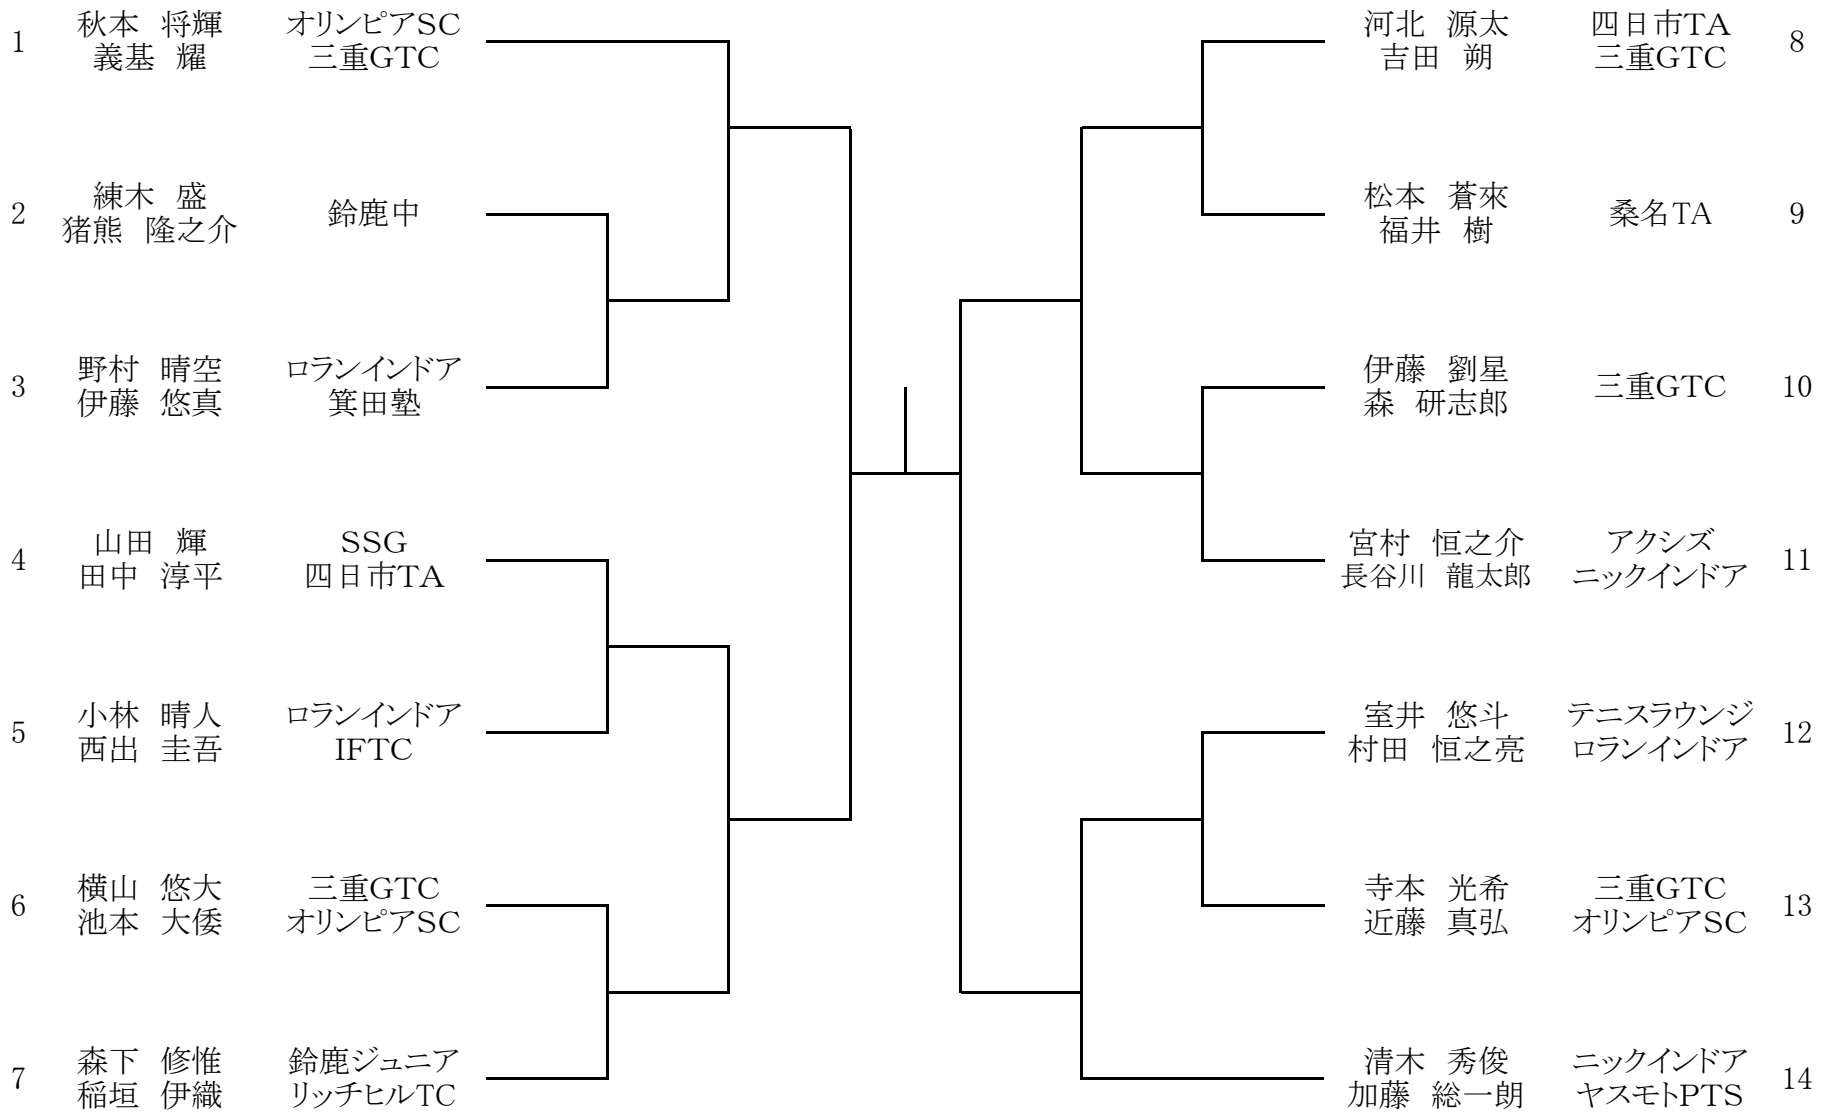 1 秋本 将輝 オリンピアSC
義基 耀 三重GTC
2 練木 盛 鈴鹿中
猪熊 隆之介
3 野村 晴空 ロランインドア
伊藤 悠真 箕田塾
4 山田 輝 SSG
田中 淳平 四日市TA
5 小林 晴人 ロランインドア
西出 圭吾 IFTC
6 横山 悠大 三重GTC
池本 大倭 オリンピアSC
7 森下 修惟 鈴鹿ジュニア
稲垣 伊織 リッチヒルTC
河北 源太 四日市TA 8
吉田 朔 三重GTC
松本 蒼來 桑名TA 9
福井 樹
伊藤 劉星 三重GTC 10
森 研志郎
宮村 恒之介 アクシズ 11
長谷川 龍太郎 ニックインドア
室井 悠斗 テニスラウンジ 12
村田 恒之亮 ロランインドア
寺本 光希 三重GTC 13
近藤 真弘 オリンピアSC
清木 秀俊 ニックインドア 14
加藤 総一朗 ヤスモトPTS